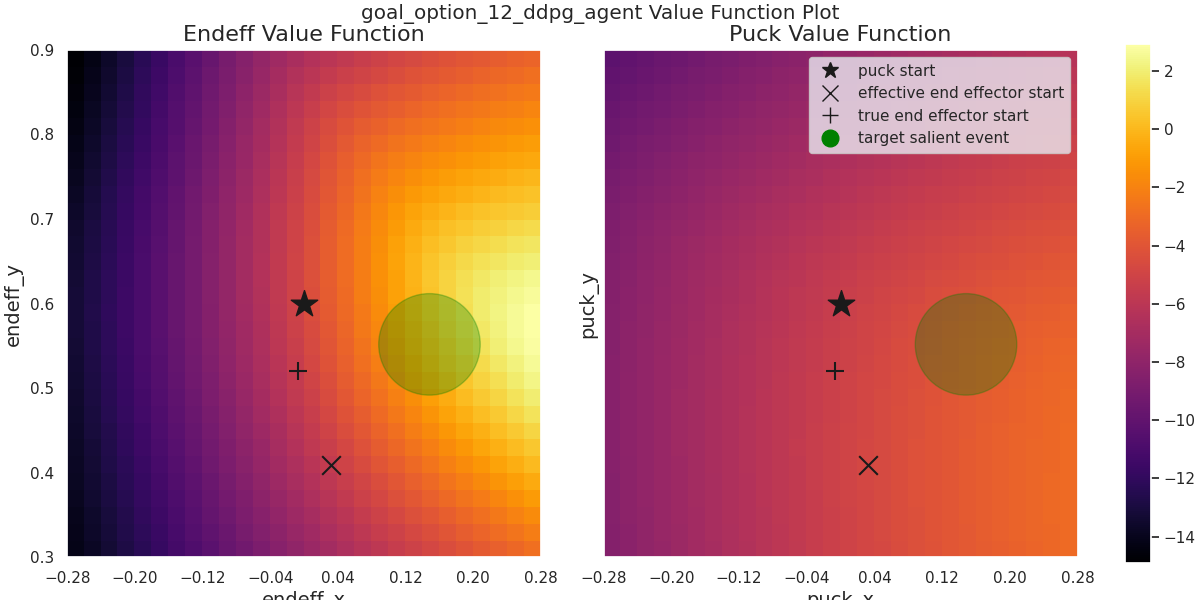 goal_option_12_ddpg_agent Value Function Plot
Endeff Value Function
Puck Value Function
0.9
0.8
0.7
0.6
0.5
0.4
0.3
endeff_y
−0.28 −0.20 −0.12 −0.04 0.04 0.12 0.20 0.28
endeff_x
puck_y
puck start
effective end effector start
true end effector start
target salient event
−0.28 −0.20 −0.12 −0.04 0.04 0.12 0.20 0.28
puck_x
2
0
−2
−4
−6
−8
−10
−12
−14